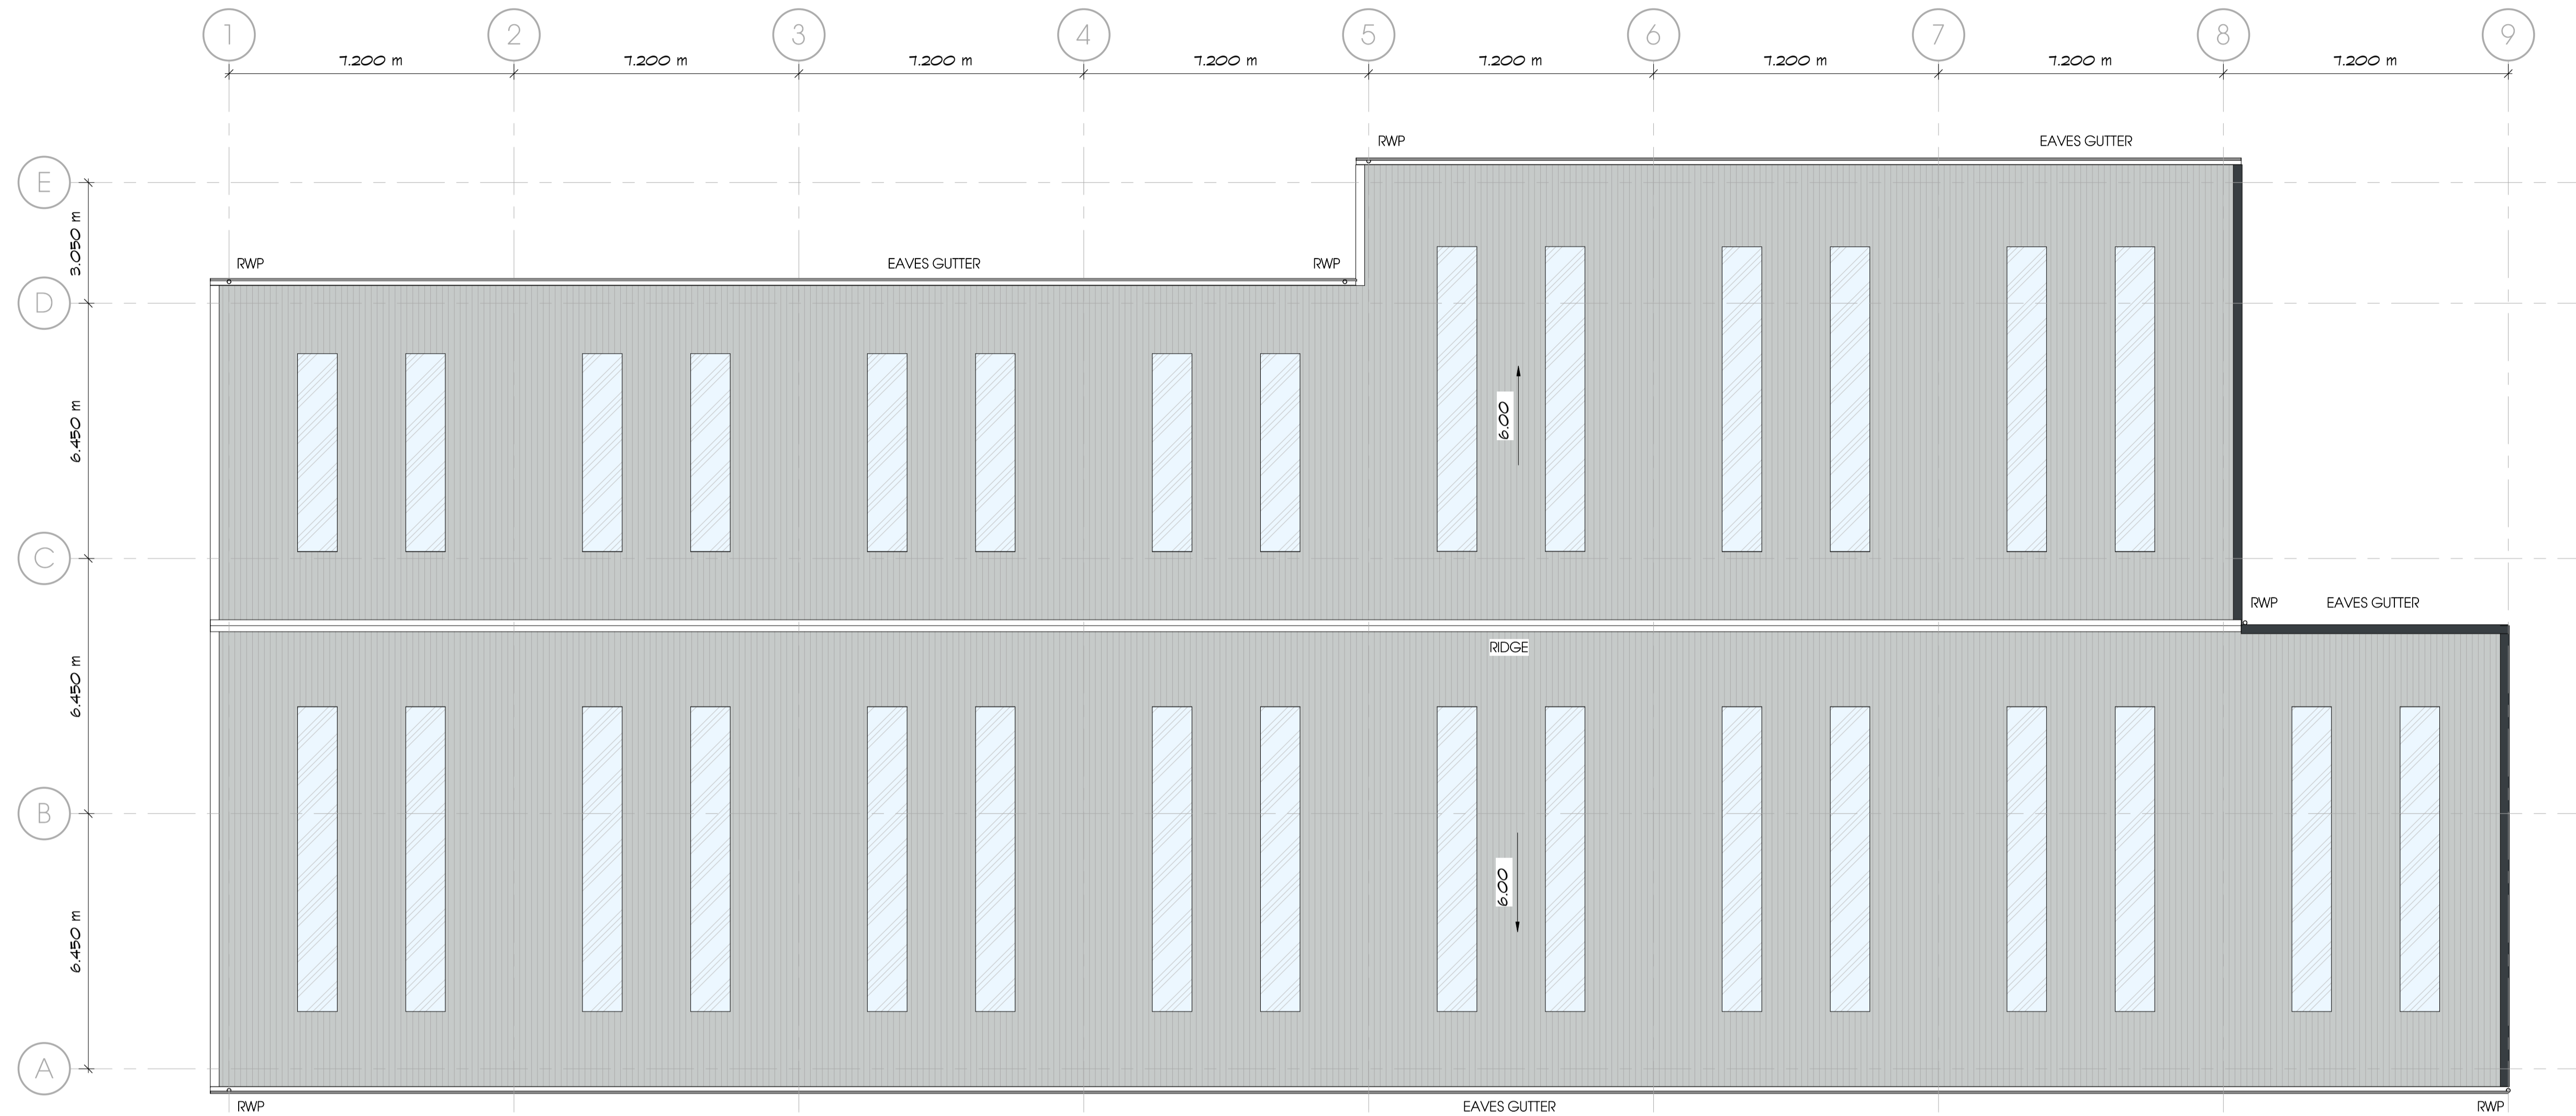 1 2 3 4 5 6 7 8 9
7.200 m 7.200 m 7.200 m 7.200 m 7.200 m 7.200 m 7.200 m 7.200 m
RWP EAVES GUTTER
E
3.050 m
RWP EAVES GUTTER RWP
D
6.450 m
6.00
C
RWP EAVES GUTTER
RIDGE
6.450 m
B
6.00
6.450 m
A
RWP EAVES GUTTER RWP